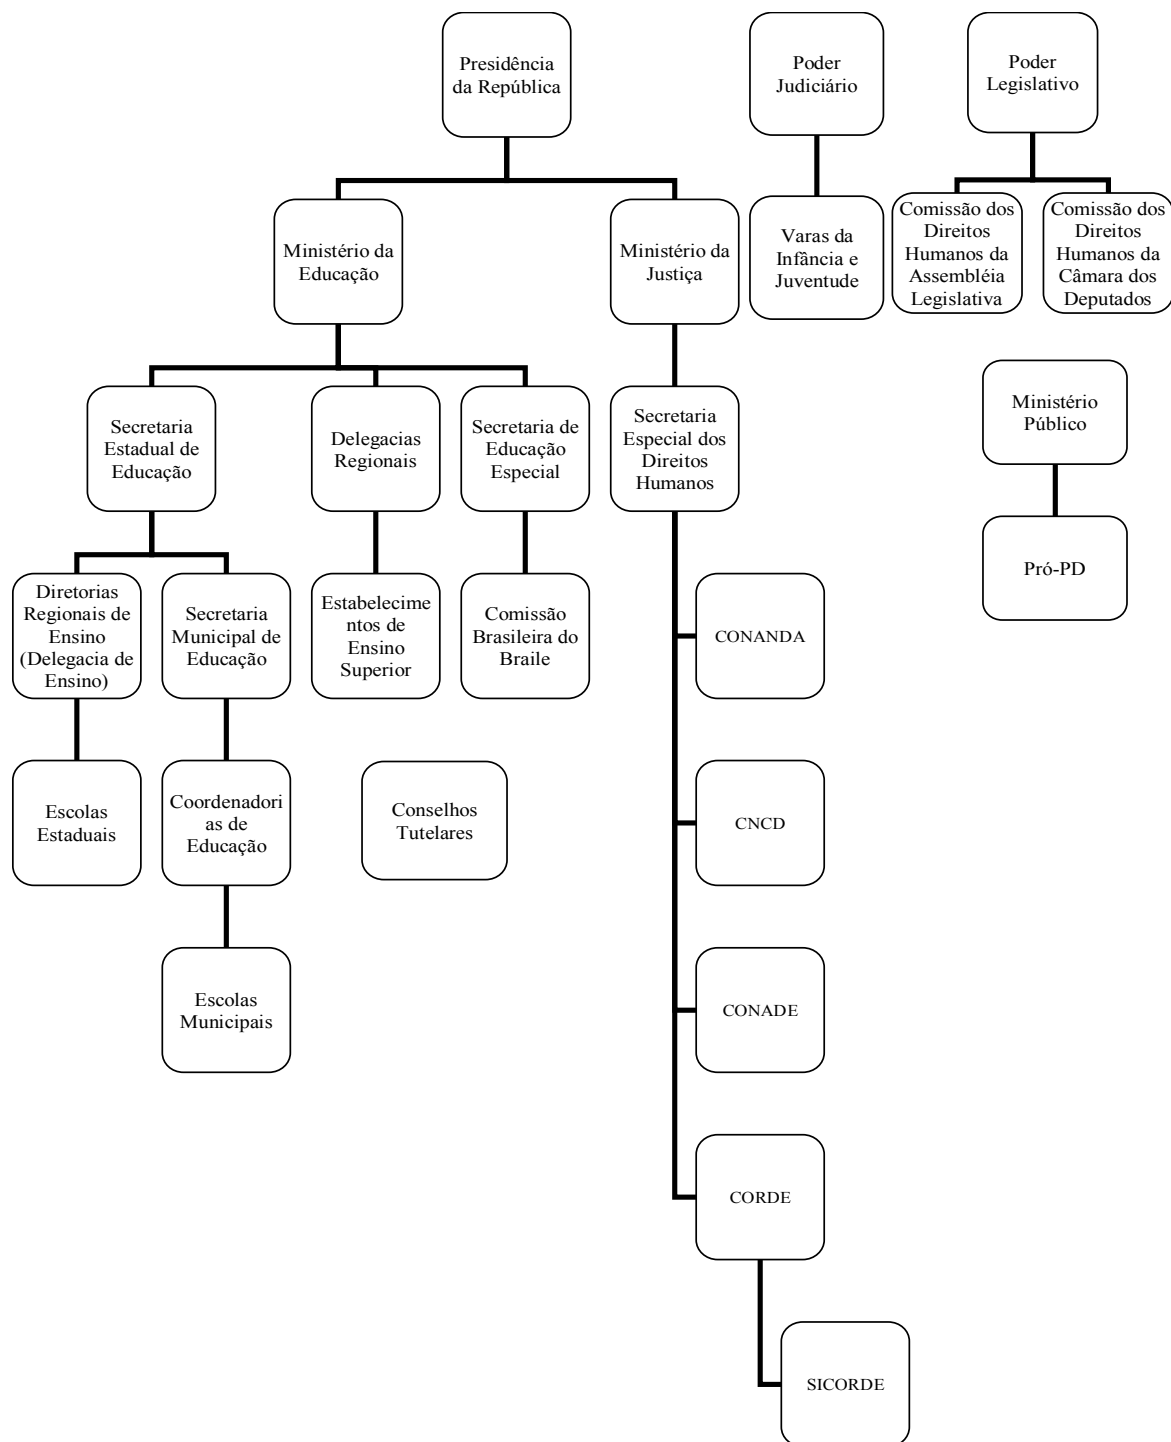 Presidência
da República
Poder
Judiciário
Poder
Legislativo
Ministério da
Educação
Ministério da
Justiça
Varas da
Infância e
Juventude
Comissão dos
Direitos
Humanos da
Assembléia
Legislativa
Comissão dos
Direitos
Humanos da
Câmara dos
Deputados
Secretaria
Estadual de
Educação
Delegacias
Regionais
Secretaria de
Educação
Especial
Secretaria
Especial dos
Direitos
Humanos
Ministério
Público
Diretorias
Regionais de
Ensino
(Delegacia de
Ensino)
Secretaria
Municipal de
Educação
Estabelecime
ntos de
Ensino
Superior
Comissão
Brasileira do
Braile
CONANDA
Pró-PD
Escolas
Estaduais
Coordenadori
as de
Educação
Conselhos
Tutelares
CNCD
Escolas
Municipais
CONADE
CORDE
SICORDE